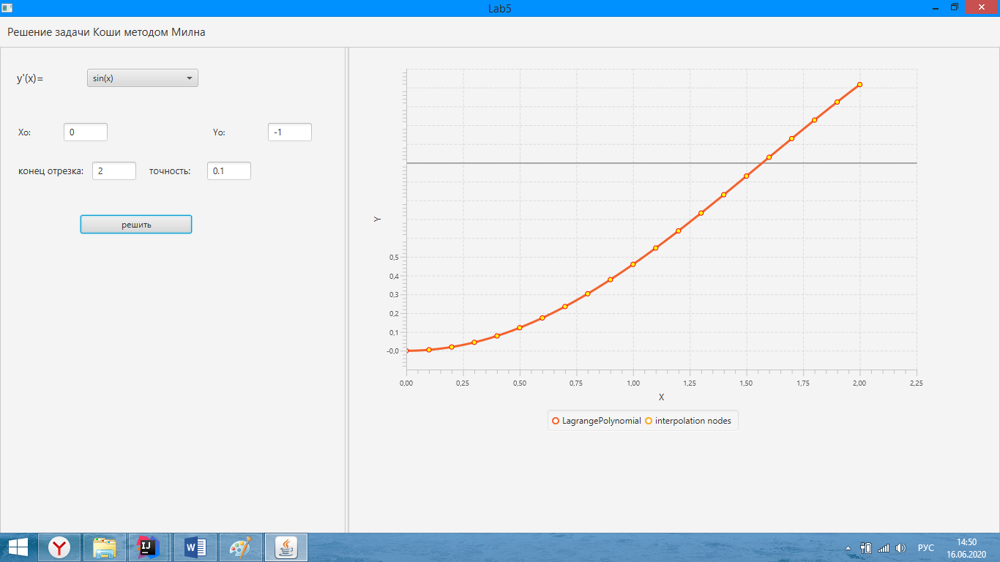 Lab5
Решение задачи Коши методом Милна
y'(x)= sin(x)
Xo: 0 Yo: -1
конец отрезка: 2 точность: 0.1
решить
Y
0,5
0,4
0,3
0,2
0,1
-0,0
0,00 0,25 0,50 0,75 1,00 1,25 1,50 1,75 2,00 2,25
X
LagrangePolynomial interpolation nodes
Y IJ W РУС 14:50
16.06.2020